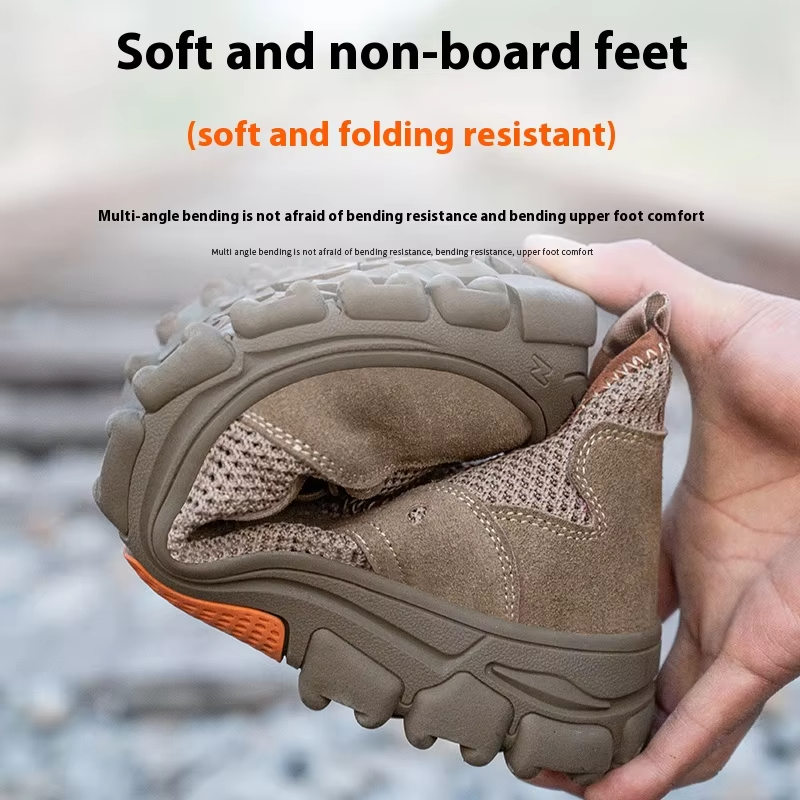 Soft and non-board feet
(soft and folding resistant)
Multi-angle bending is not afraid of bending resistance and bending upper foot comfort
Multi angle bending is not afraid of bending resistance, bending resistance, upper foot comfort